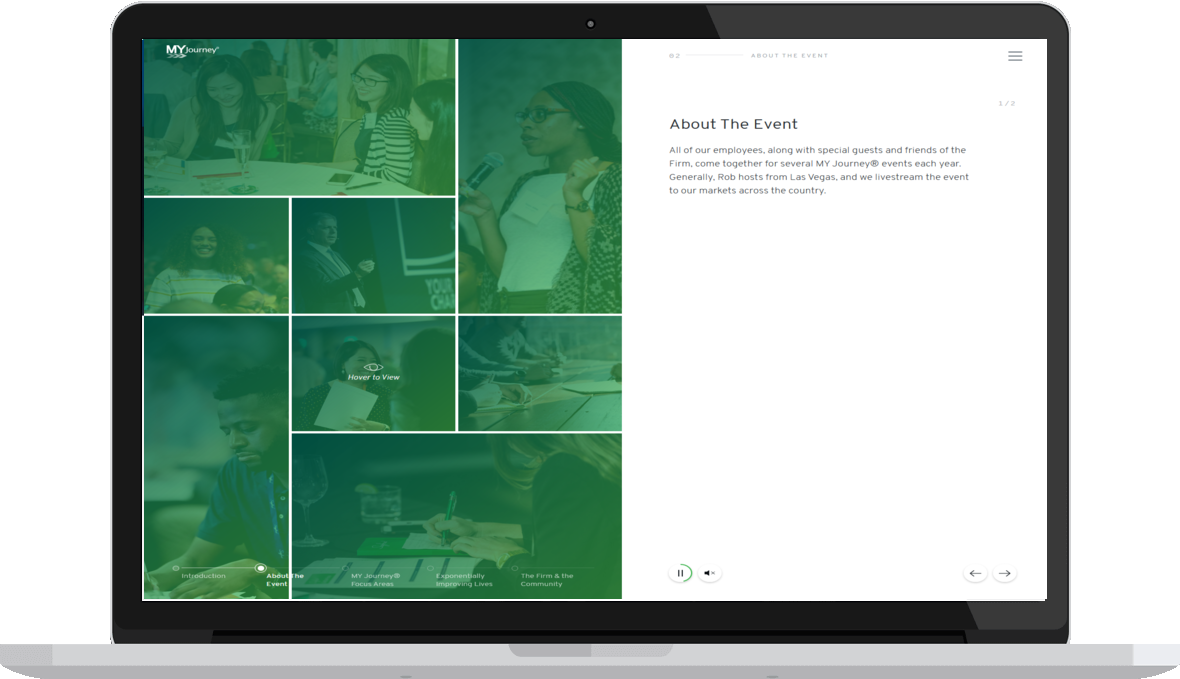 MYJourney®
02 ABOUT THE EVENT
1 / 2
About The Event
All of our employees, along with special guests and friends of the
Firm, come together for several MY Journey® events each year.
Generally, Rob hosts from Las Vegas, and we livestream the event
to our markets across the country.
YOUR
Hover to View
Introduction
About The
Event
MY Journey®
Focus Areas
Exponentially
Improving Lives
The Firm & the
Community